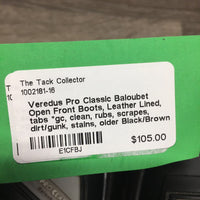 The Tack Collector
1002181-16
Veredus Pro Classic Baloubet
Open Front Boots, Leather Lined,
tabs *gc, clean, rubs, scrapes,
dirt/gunk, stains, older Black/Brown
$105.00
E1CFBJ